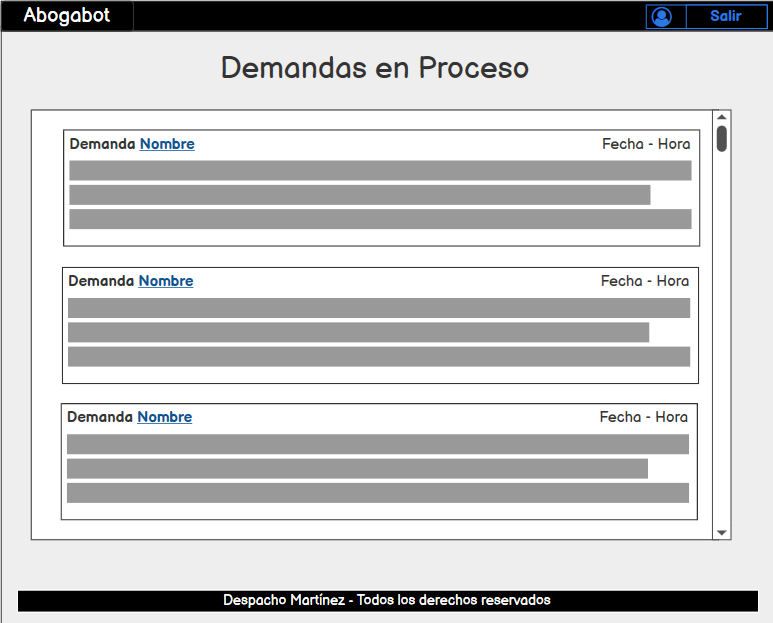 Abogabot
Salir
Demandas en Proceso
Demanda Nombre
Fecha - Hora
Demanda Nombre
Fecha - Hora
Demanda Nombre
Fecha - Hora
Despacho Martínez - Todos los derechos reservados